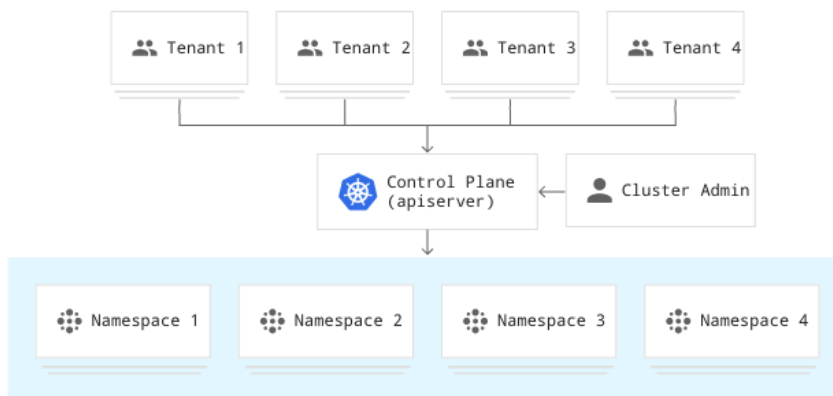 Tenant 1
Tenant 2
Tenant 3
Tenant 4
Control Plane
(apiserver)
Cluster Admin
Namespace 1
Namespace 2
Namespace 3
Namespace 4